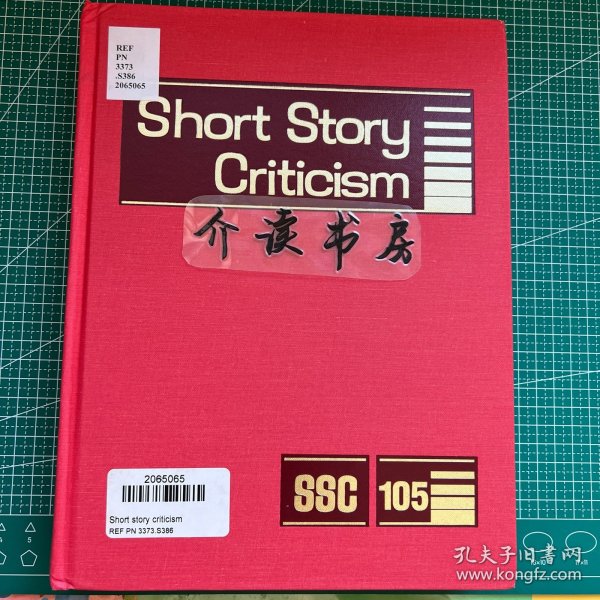 REF
PN
3373
.S386
2065065
Short Story
Criticism
介读书房
SSC
105
2065065
Short story criticism
REF PN 3373.S386
孔夫子旧书网
www.kongfz.com